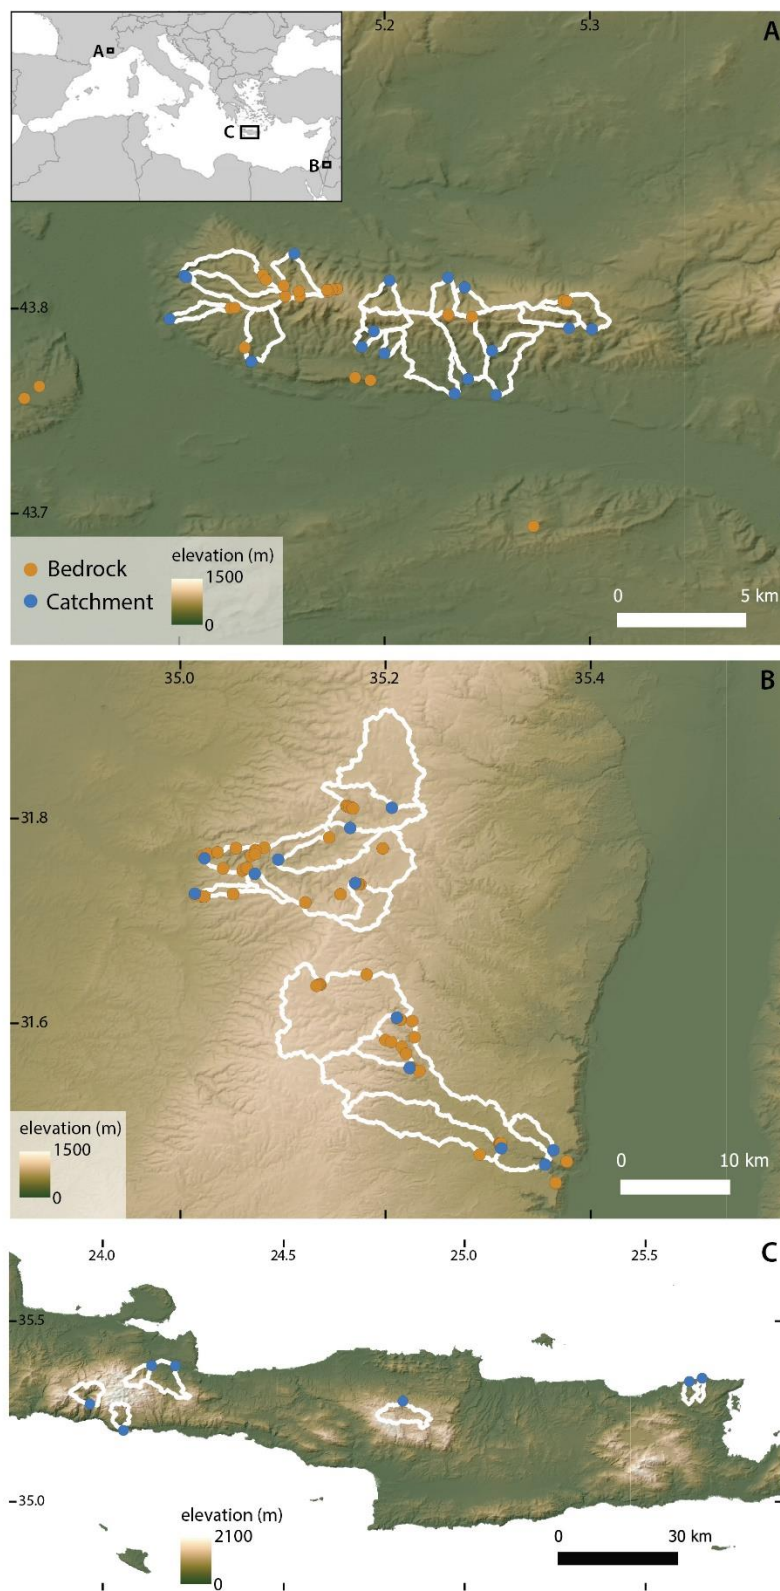 5.2 5.3 A
A
C
B
43.8
43.7
Bedrock
Catchment
elevation (m)
1500
0
0 5 km
35.0 35.2 35.4 B
31.8
31.6
elevation (m)
1500
0
0 10 km
24.0 24.5 25.0 25.5 C
35.5
35.0
elevation (m)
2100
0
0 30 km